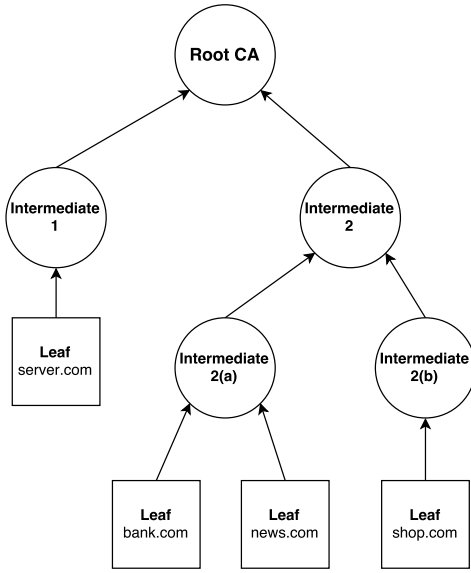 Root CA
Intermediate
1
Intermediate
2
Leaf
server.com
Intermediate
2(a)
Intermediate
2(b)
Leaf
bank.com
Leaf
news.com
Leaf
shop.com